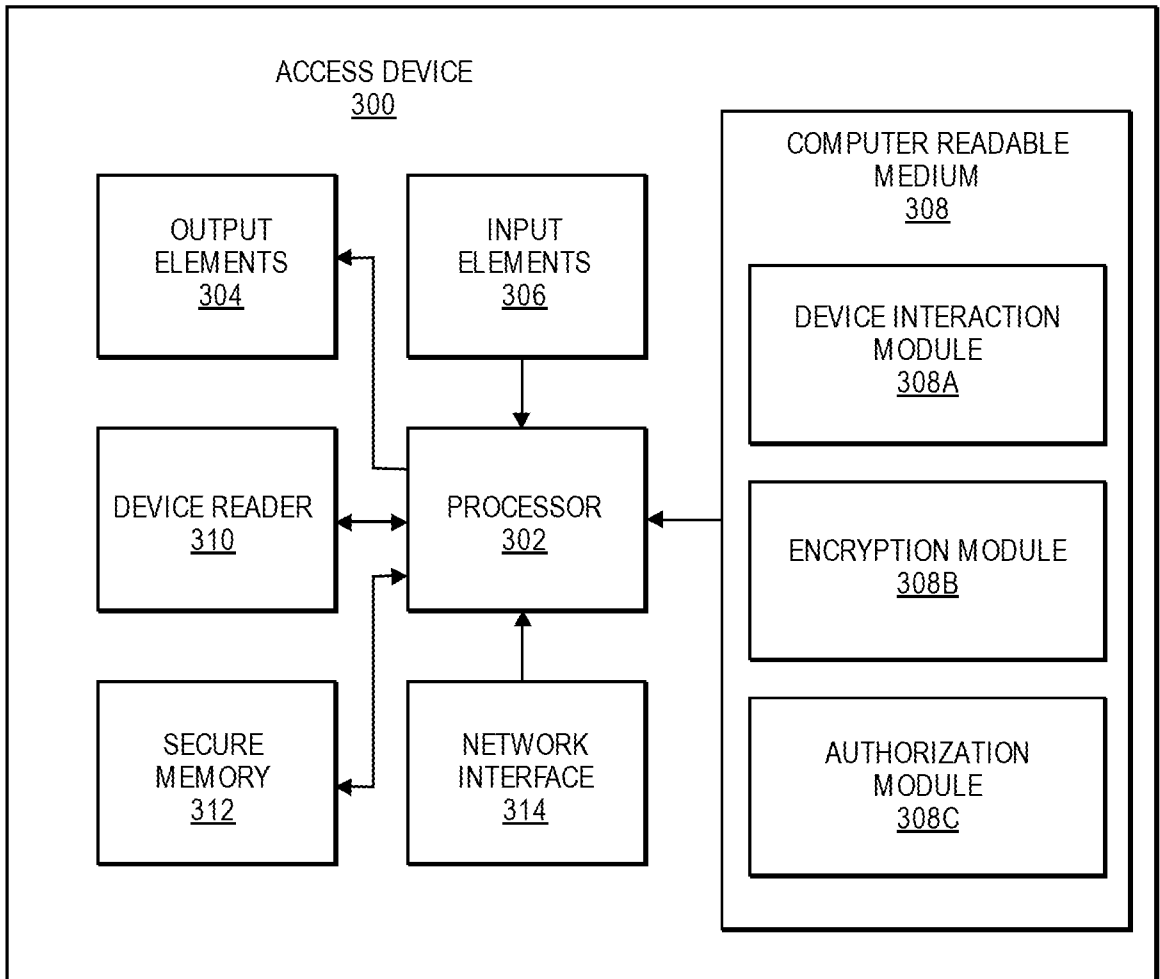 ACCESS DEVICE
300
OUTPUT
ELEMENTS
304
INPUT
ELEMENTS
306
DEVICE READER
310
PROCESSOR
302
SECURE
MEMORY
312
NETWORK
INTERFACE
314
COMPUTER READABLE
MEDIUM
308
DEVICE INTERACTION
MODULE
308A
ENCRYPTION MODULE
308B
AUTHORIZATION
MODULE
308C